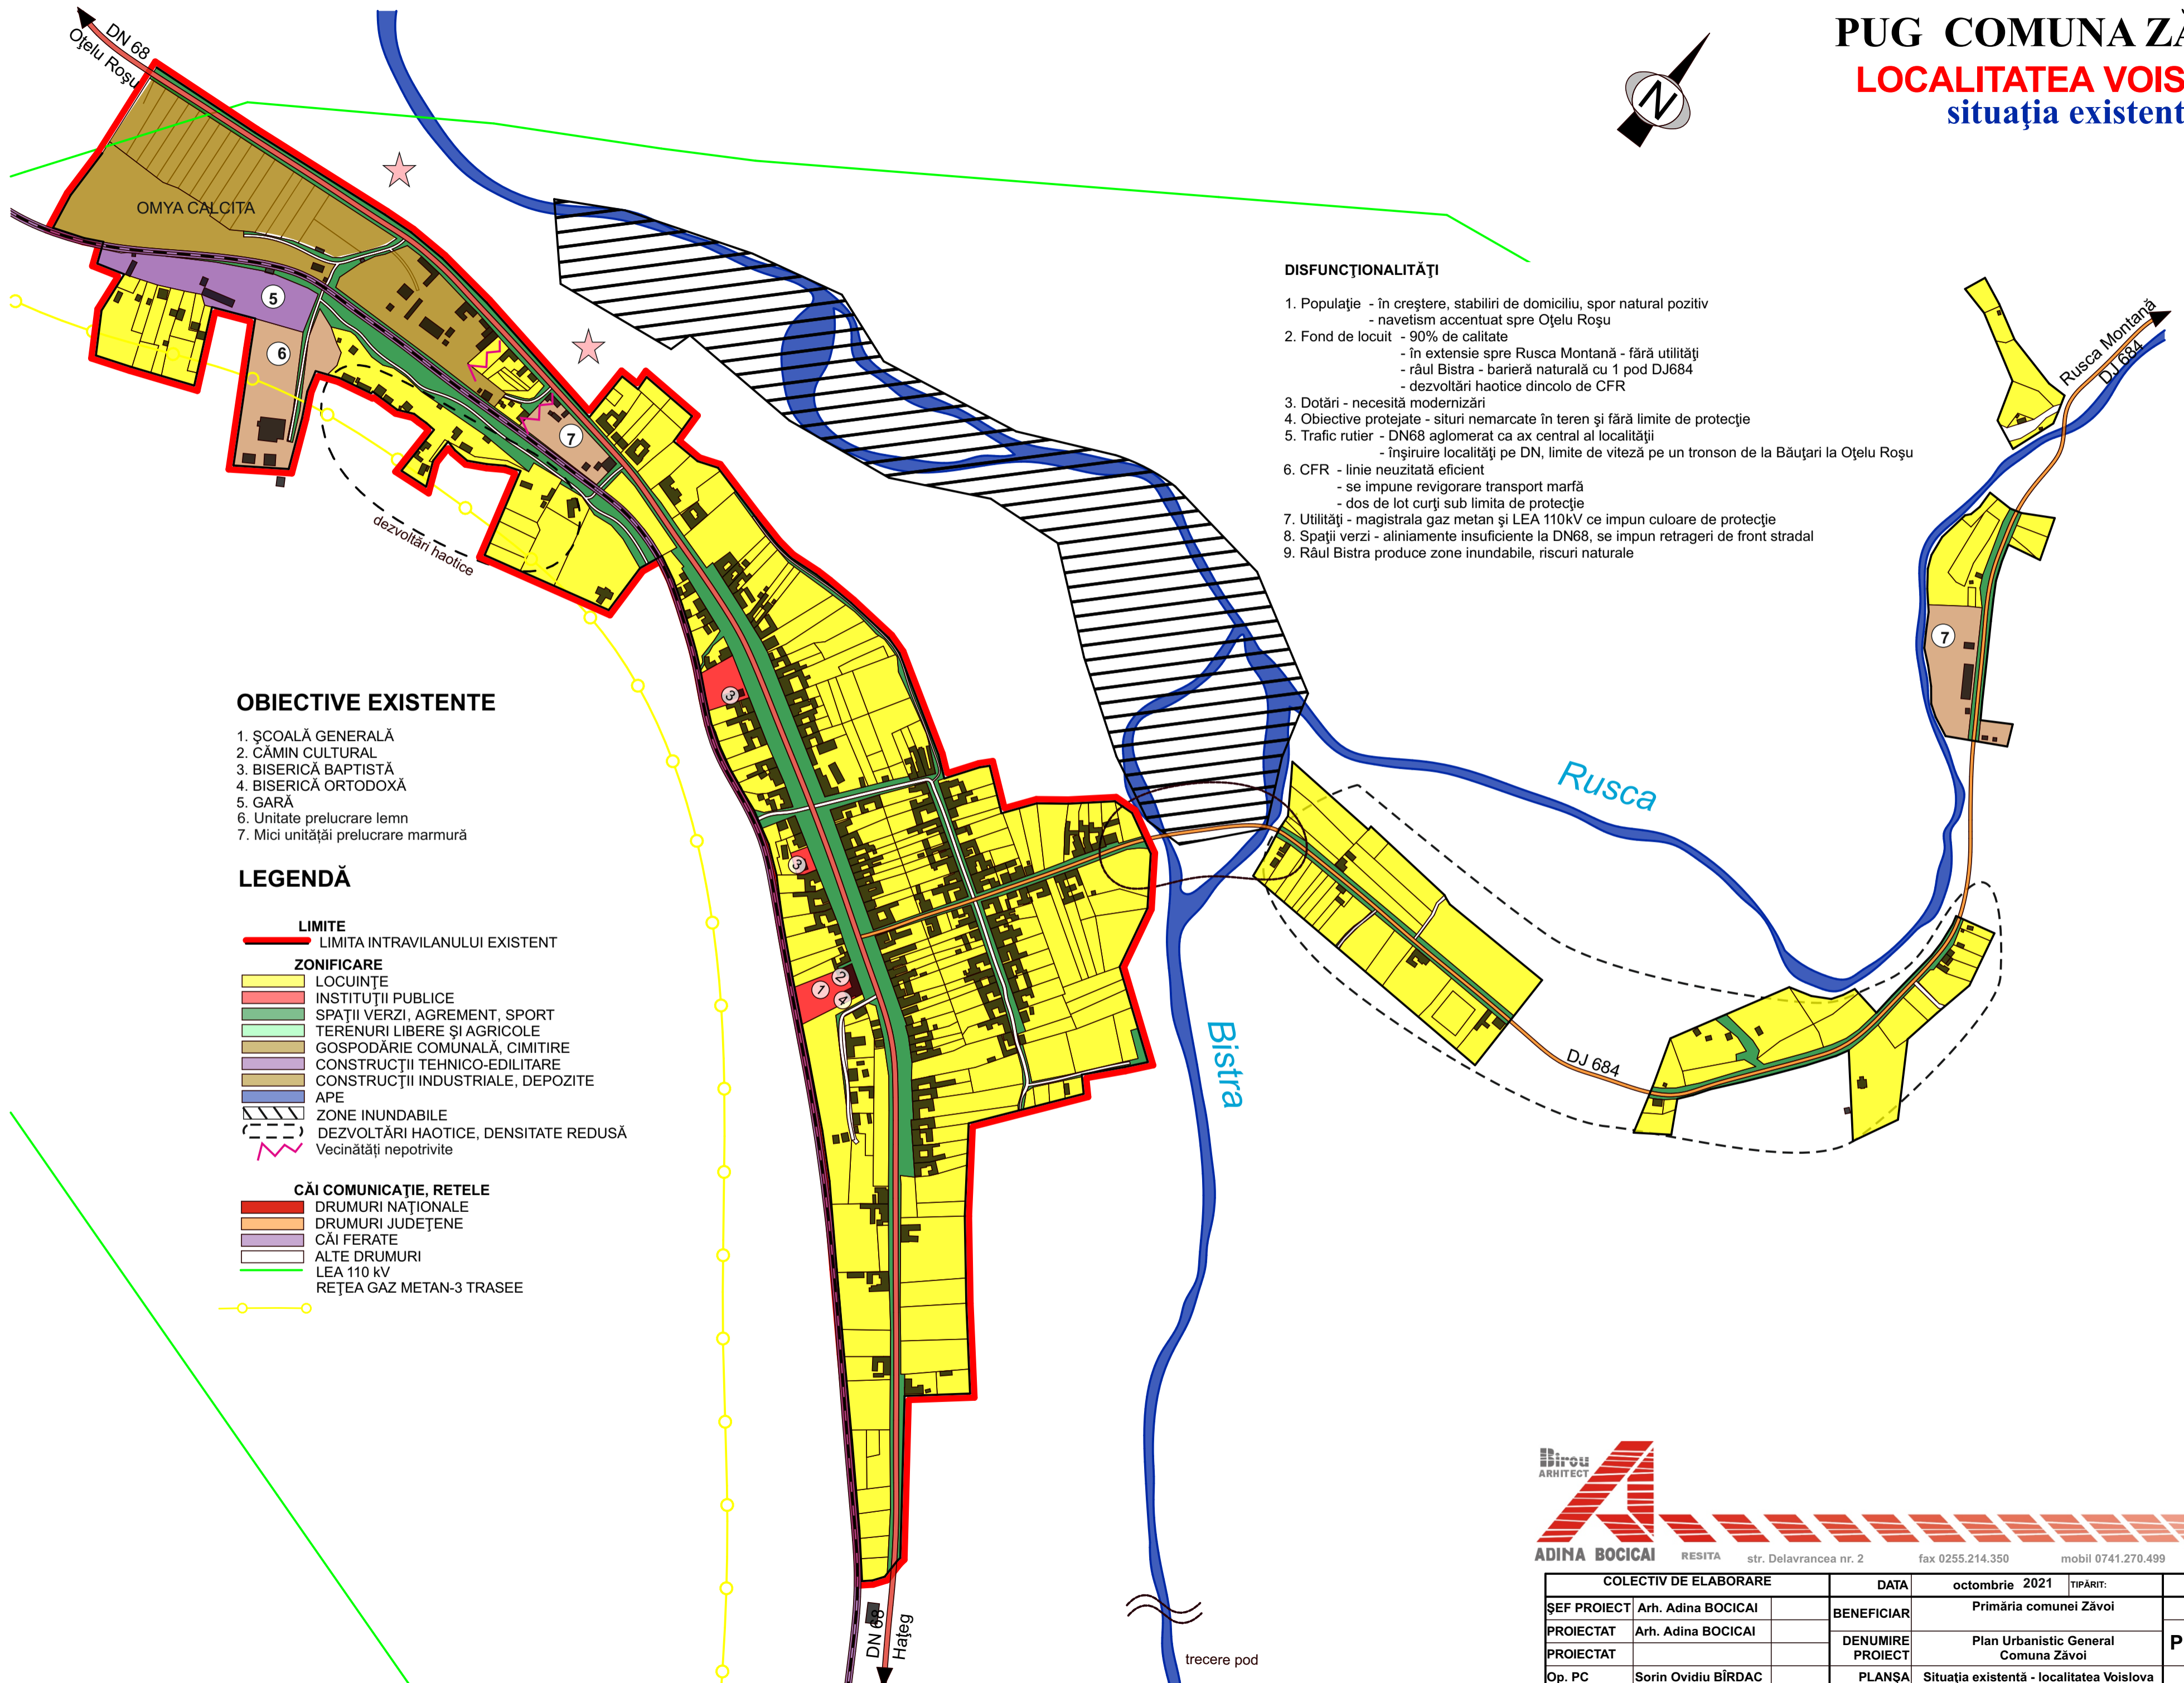 PUG COMUNA ZĂ
LOCALITATEA VOIS
situaţia existent
DN 68
Oţelu Roşu
N
OMYA CALCITA
5
6
7
dezvoltări haotice
DISFUNCŢIONALITĂŢI
1. Populaţie - în creştere, stabiliri de domiciliu, spor natural pozitiv
- navetism accentuat spre Oţelu Roşu
2. Fond de locuit - 90% de calitate
- în extensie spre Rusca Montană - fără utilităţi
- râul Bistra - barieră naturală cu 1 pod DJ684
- dezvoltări haotice dincolo de CFR
3. Dotări - necesită modernizări
4. Obiective protejate - situri nemarcate în teren şi fără limite de protecţie
5. Trafic rutier - DN68 aglomerat ca ax central al localităţii
- înşiruire localităţi pe DN, limite de viteză pe un tronson de la Băuţari la Oţelu Roşu
6. CFR - linie neuzitată eficient
- se impune revigorare transport marfă
- dos de lot curţi sub limita de protecţie
7. Utilităţi - magistrala gaz metan şi LEA 110kV ce impun culoare de protecţie
8. Spaţii verzi - aliniamente insuficiente la DN68, se impun retrageri de front stradal
9. Râul Bistra produce zone inundabile, riscuri naturale
Rusca Montană
DJ 684
7
3
3
2
1
4
Rusca
Bistra
DJ 684
OBIECTIVE EXISTENTE
1. ŞCOALĂ GENERALĂ
2. CĂMIN CULTURAL
3. BISERICĂ BAPTISTĂ
4. BISERICĂ ORTODOXĂ
5. GARĂ
6. Unitate prelucrare lemn
7. Mici unităţăi prelucrare marmură
LEGENDĂ
LIMITE
LIMITA INTRAVILANULUI EXISTENT
ZONIFICARE
LOCUINŢE
INSTITUŢII PUBLICE
SPAŢII VERZI, AGREMENT, SPORT
TERENURI LIBERE ŞI AGRICOLE
GOSPODĂRIE COMUNALĂ, CIMITIRE
CONSTRUCŢII TEHNICO-EDILITARE
CONSTRUCŢII INDUSTRIALE, DEPOZITE
APE
ZONE INUNDABILE
DEZVOLTĂRI HAOTICE, DENSITATE REDUSĂ
Vecinătăţi nepotrivite
CĂI COMUNICAŢIE, RETELE
DRUMURI NAŢIONALE
DRUMURI JUDEŢENE
CĂI FERATE
ALTE DRUMURI
LEA 110 kV
REŢEA GAZ METAN-3 TRASEE
DN 68
Haţeg
trecere pod
Birou
ARHITECT
ADINA BOCICAI
RESITA str. Delavrancea nr. 2 fax 0255.214.350 mobil 0741.270.499
COLECTIV DE ELABORARE
DATA octombrie 2021 TIPĂRIT:
ŞEF PROIECT Arh. Adina BOCICAI
BENEFICIAR Primăria comunei Zăvoi
PROIECTAT Arh. Adina BOCICAI
PROIECTAT
DENUMIRE PROIECT
Plan Urbanistic General
Comuna Zăvoi
P
Op. PC Sorin Ovidiu BÎRDAC
PLANŞA Situaţia existentă - localitatea Voislova